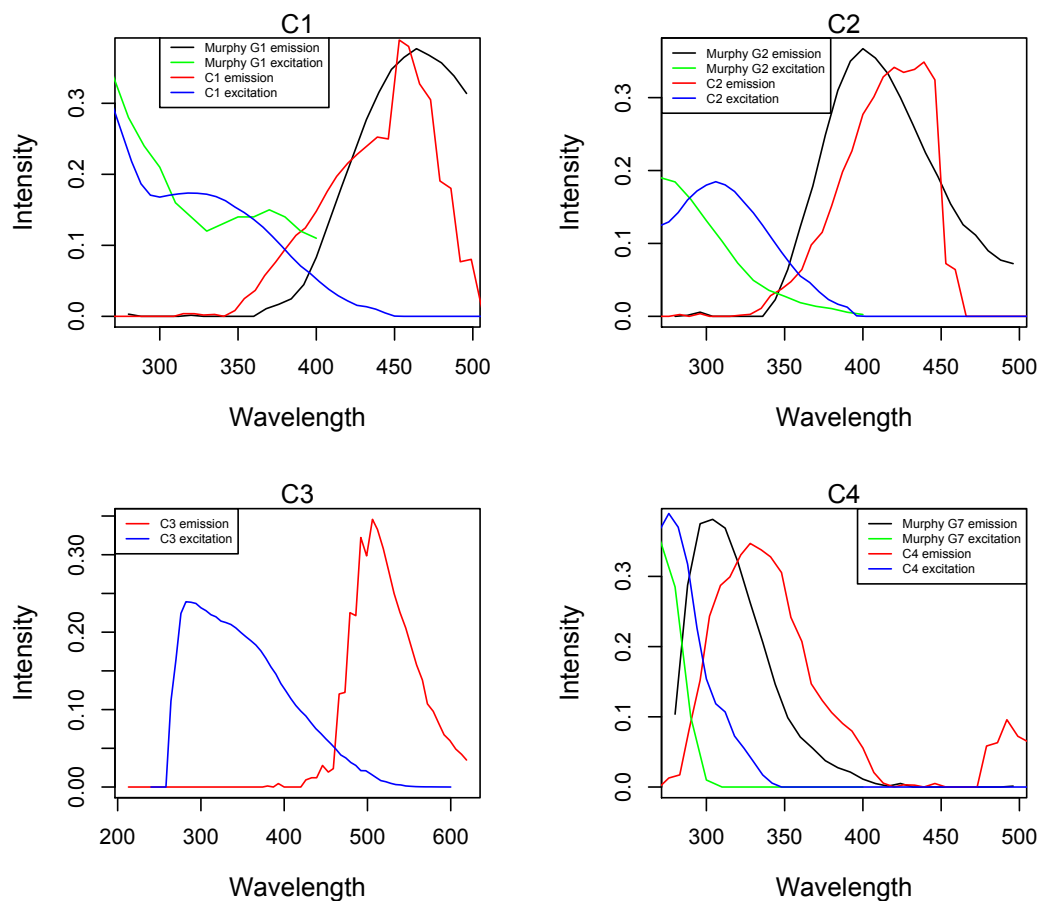 C1
Murphy G1 emission
Murphy G1 excitation
C1 emission
C1 excitation
Intensity
0.0 0.1 0.2 0.3
300 350 400 450 500
Wavelength
C2
Murphy G2 emission
Murphy G2 excitation
C2 emission
C2 excitation
Intensity
0.0 0.1 0.2 0.3
300 350 400 450 500
Wavelength
C3
C3 emission
C3 excitation
Intensity
0.00 0.10 0.20 0.30
200 300 400 500 600
Wavelength
C4
Murphy G7 emission
Murphy G7 excitation
C4 emission
C4 excitation
Intensity
0.0 0.1 0.2 0.3
300 350 400 450 500
Wavelength